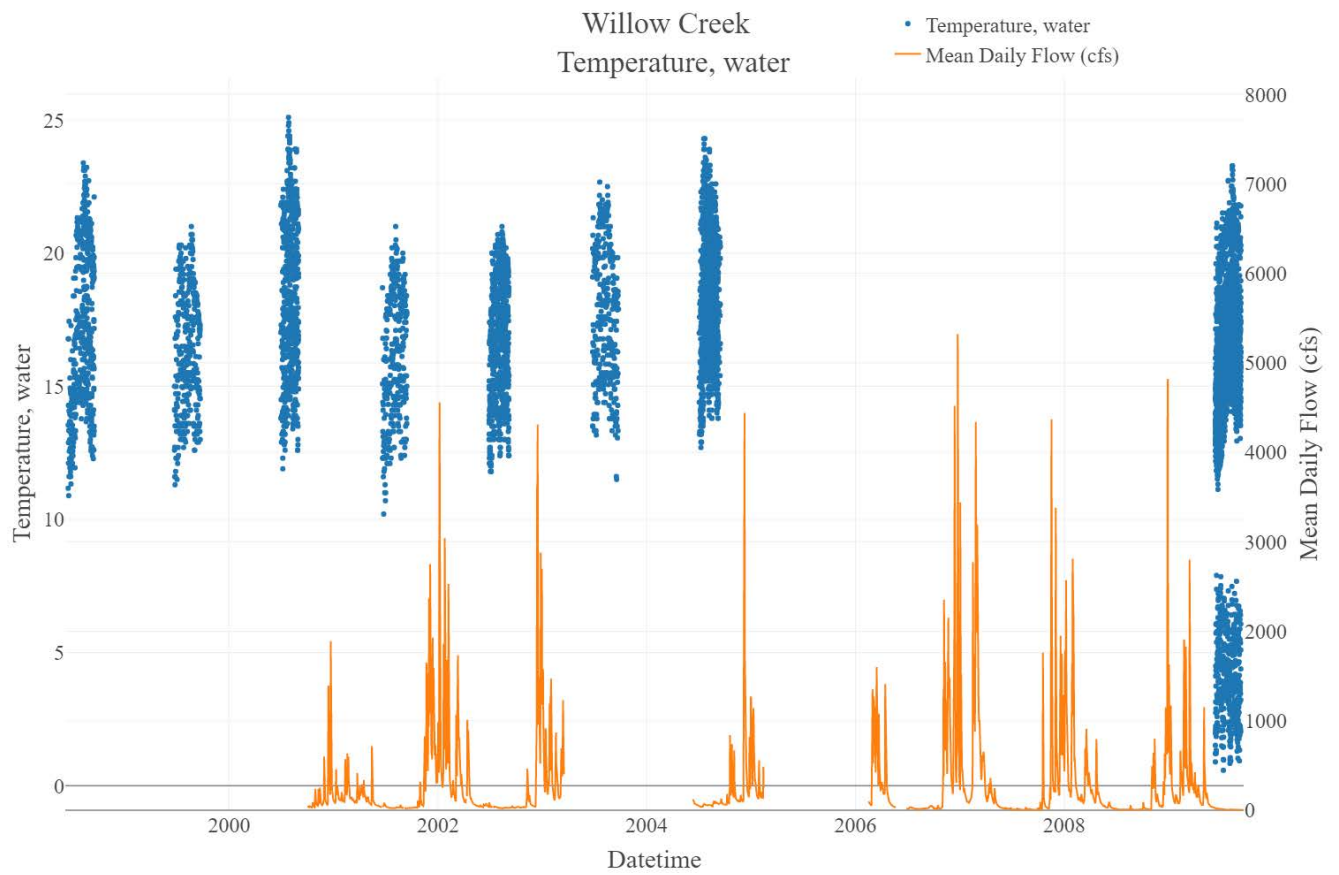 Willow Creek
Temperature, water
Temperature, water
Mean Daily Flow (cfs)
25
20
15
10
5
0
Temperature, water
8000
7000
6000
5000
4000
3000
2000
1000
0
Mean Daily Flow (cfs)
2000
2002
2004
2006
2008
Datetime